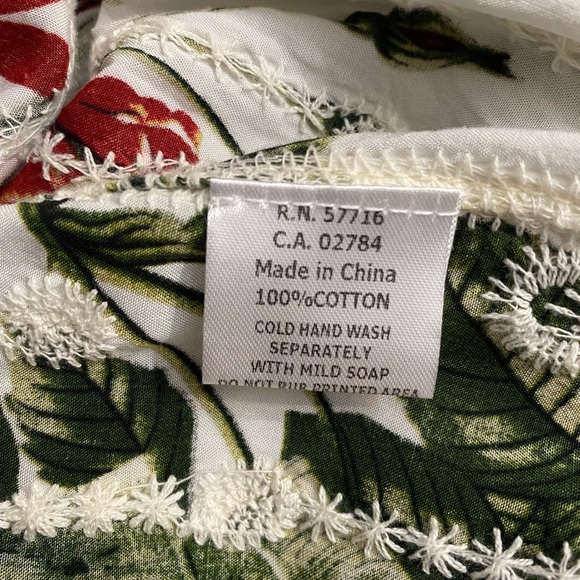 R.N. 57716
C.A. 02784
Made in China
100%COTTON
COLD HAND WASH
SEPARATELY
WITH MILD SOAP
DO NOT RUB PRINTED AREA